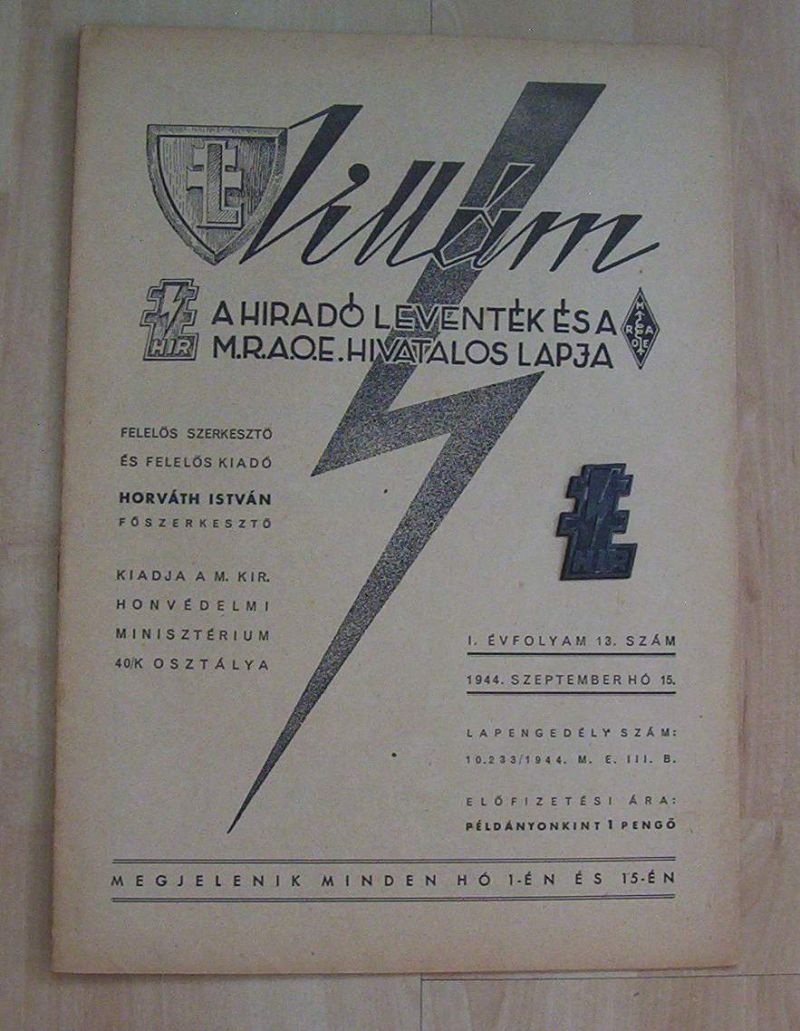 L
Villám
HIR
A HIRADÓ LEVENTÉK ÉS A
M.R.A.O.E. HIVATALOS LAPJA
M
R A
O E
FELELŐS SZERKESZTŐ
ÉS FELELŐS KIADÓ
HORVÁTH ISTVÁN
FŐSZERKESZTŐ
KIADJA A M. KIR.
HONVÉDELMI
MINISZTÉRIUM
40/K OSZTÁLYA
HIR
I. ÉVFOLYAM 13. SZÁM
1944. SZEPTEMBER HÓ 15.
LAPENGEDÉLY SZÁM:
10.233/1944. M. E. III. B.
ELŐFIZETÉSI ÁRA:
PÉLDÁNYONKINT 1 PENGŐ
MEGJELENIK MINDEN HÓ 1-ÉN ÉS 15-ÉN